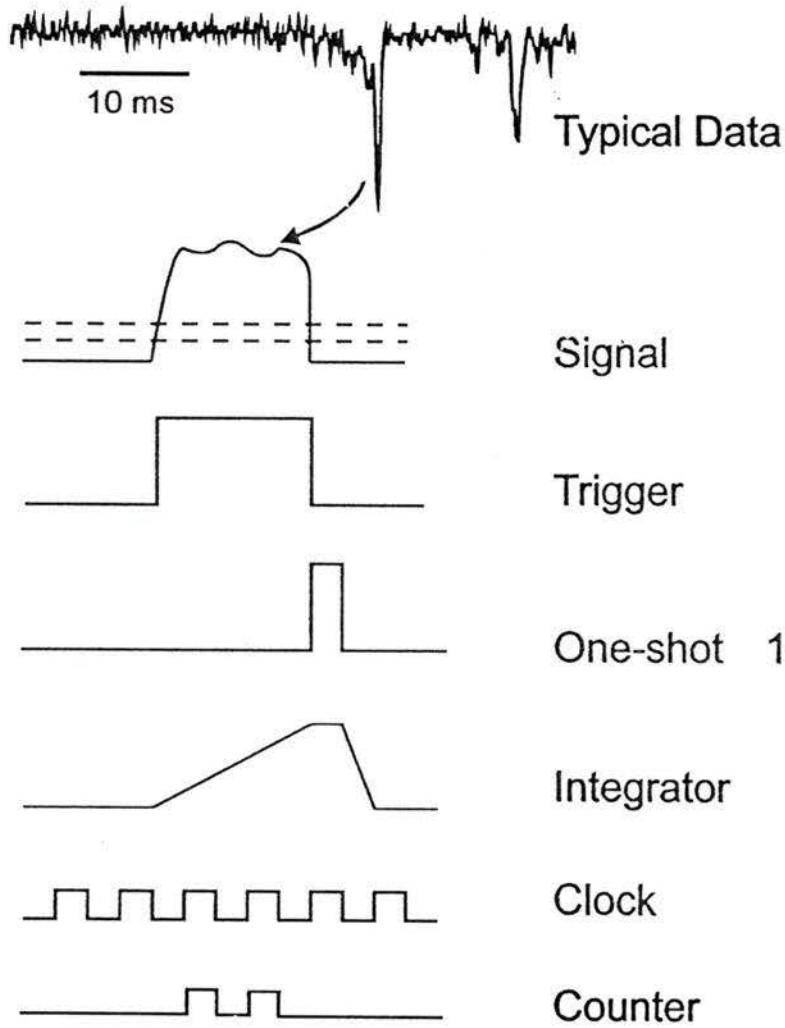 10 ms
Typical Data
Signal
Trigger
One-shot 1
Integrator
Clock
Counter